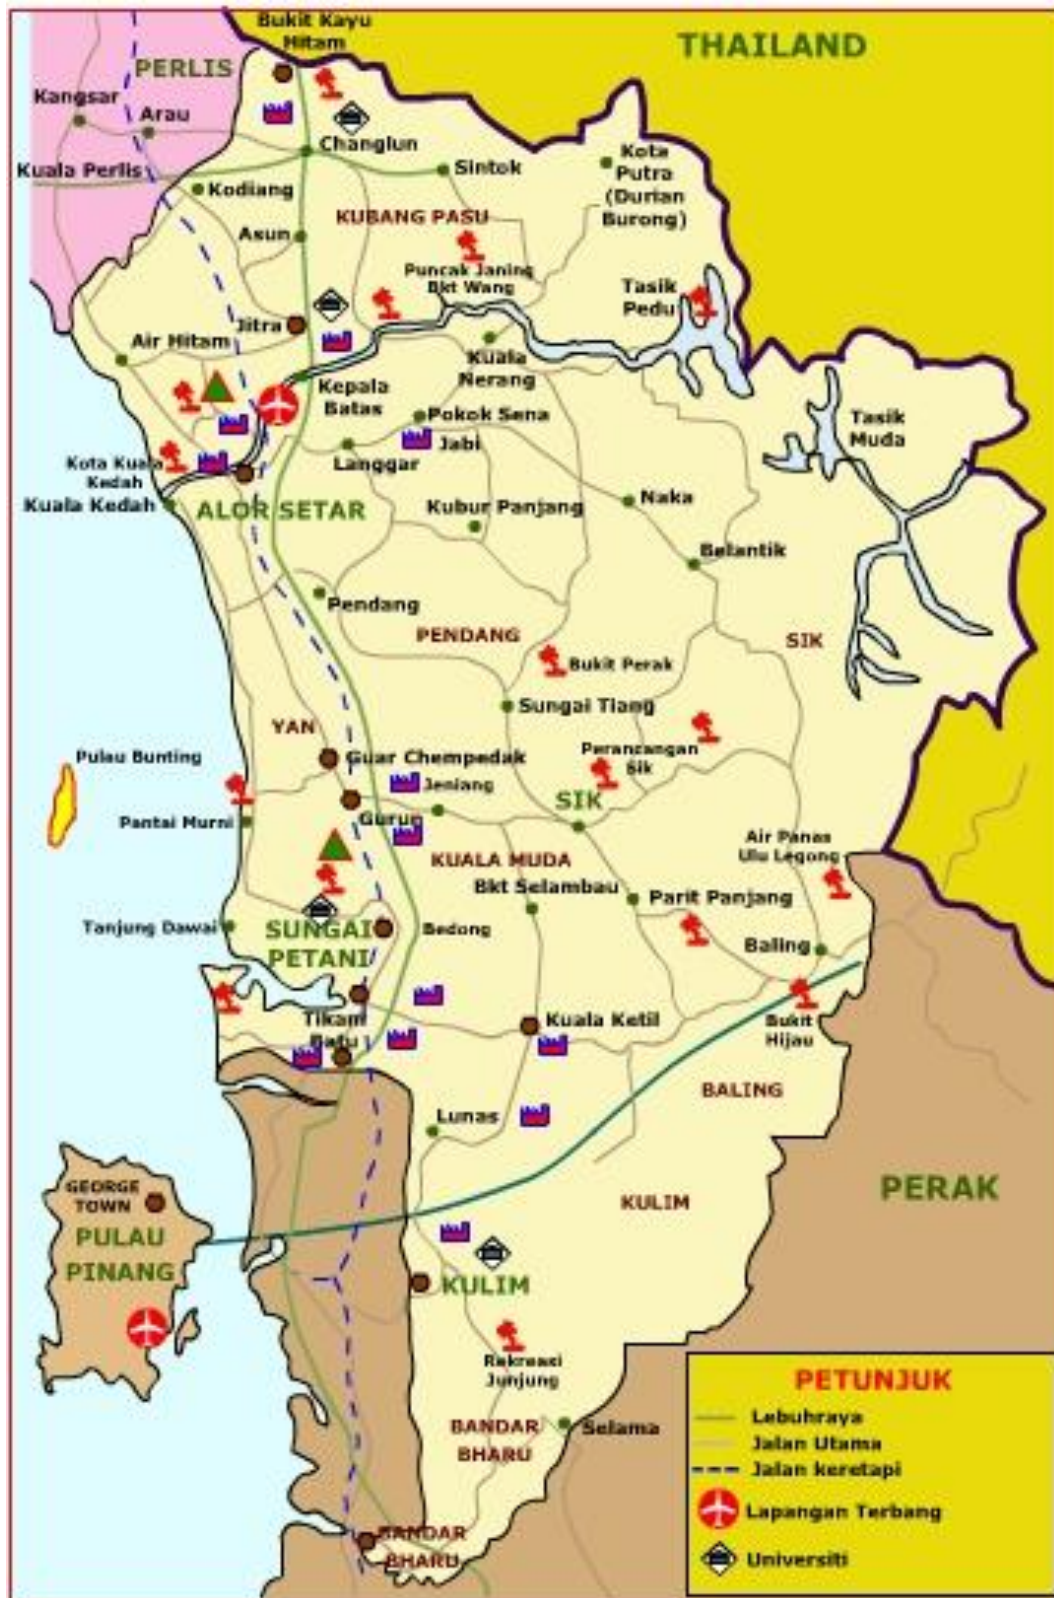 Bukit Kayu
Hitam
THAILAND
PERLIS
Kangsar
Arau
Changlun
Kuala Perlis
Sintok
Kota
Putra
(Durian
Burong)
Kodiang
KUBANG PASU
Asun
Puncak Janing
Bkt Wang
Tasik
Pedu
Jitra
Air Hitam
Kuala
Nerang
Kepala
Batas
Pokok Sena
Tasik
Muda
Jabi
Langgar
Kota Kuala
Kedah
Kuala Kedah
ALOR SETAR
Kubur Panjang
Naka
Belantik
Pendang
PENDANG
SIK
Bukit Perak
Sungai Tiang
YAN
Perancangan
Sik
Pulau Bunting
Guar Chempedak
Jeniang
SIK
Pantai Murni
Gurun
Air Panas
Ulu Legong
KUALA MUDA
Bkt Selambau
Parit Panjang
Tanjung Dawai
SUNGAI
PETANI
Bedong
Baling
Tikam
Batu
Kuala Ketil
Bukit
Hijau
BALING
Lunas
GEORGE
TOWN
PERAK
KULIM
PULAU
PINANG
KULIM
Rekreasi
Junjung
BANDAR
BHARU
Selama
BANDAR
BHARU
PETUNJUK
Lebuhraya
Jalan Utama
Jalan keretapi
Lapangan Terbang
Universiti